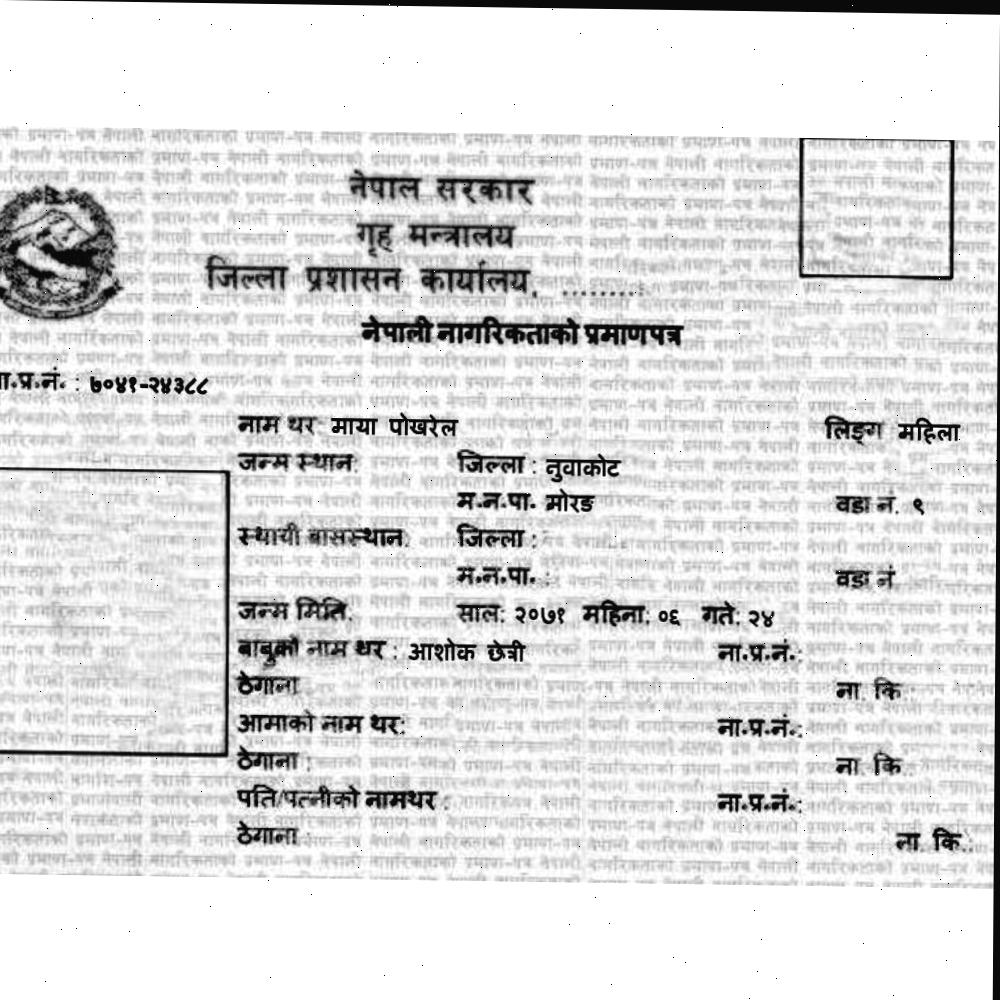 नेपाल सरकार
गृह मन्त्रालय
जिल्ला प्रशासन कार्यालय, .........
नेपाली नागरिकताको प्रमाणपत्र
ा.प्र.नं. : ७०४१-२४३८८
नाम थर: माया पोखरेल लिङ्ग महिला
जन्म स्थान: जिल्ला : नुवाकोट
म.न.पा. मोरङ वडा नं. ९
स्थायी बासस्थान: जिल्ला :
म.न.पा. : वडा नं.
जन्म मिति: साल: २०७१ महिना: ०६ गते: २४
बाबुको नाम थर : आशोक छेत्री ना.प्र.नं.:
ठेगाना : ना. कि. :
आमाको नाम थर: ना.प्र.नं.:
ठेगाना : ना. कि. :
पति/पत्नीको नामथर : ना.प्र.नं.:
ठेगाना : ना. कि. :